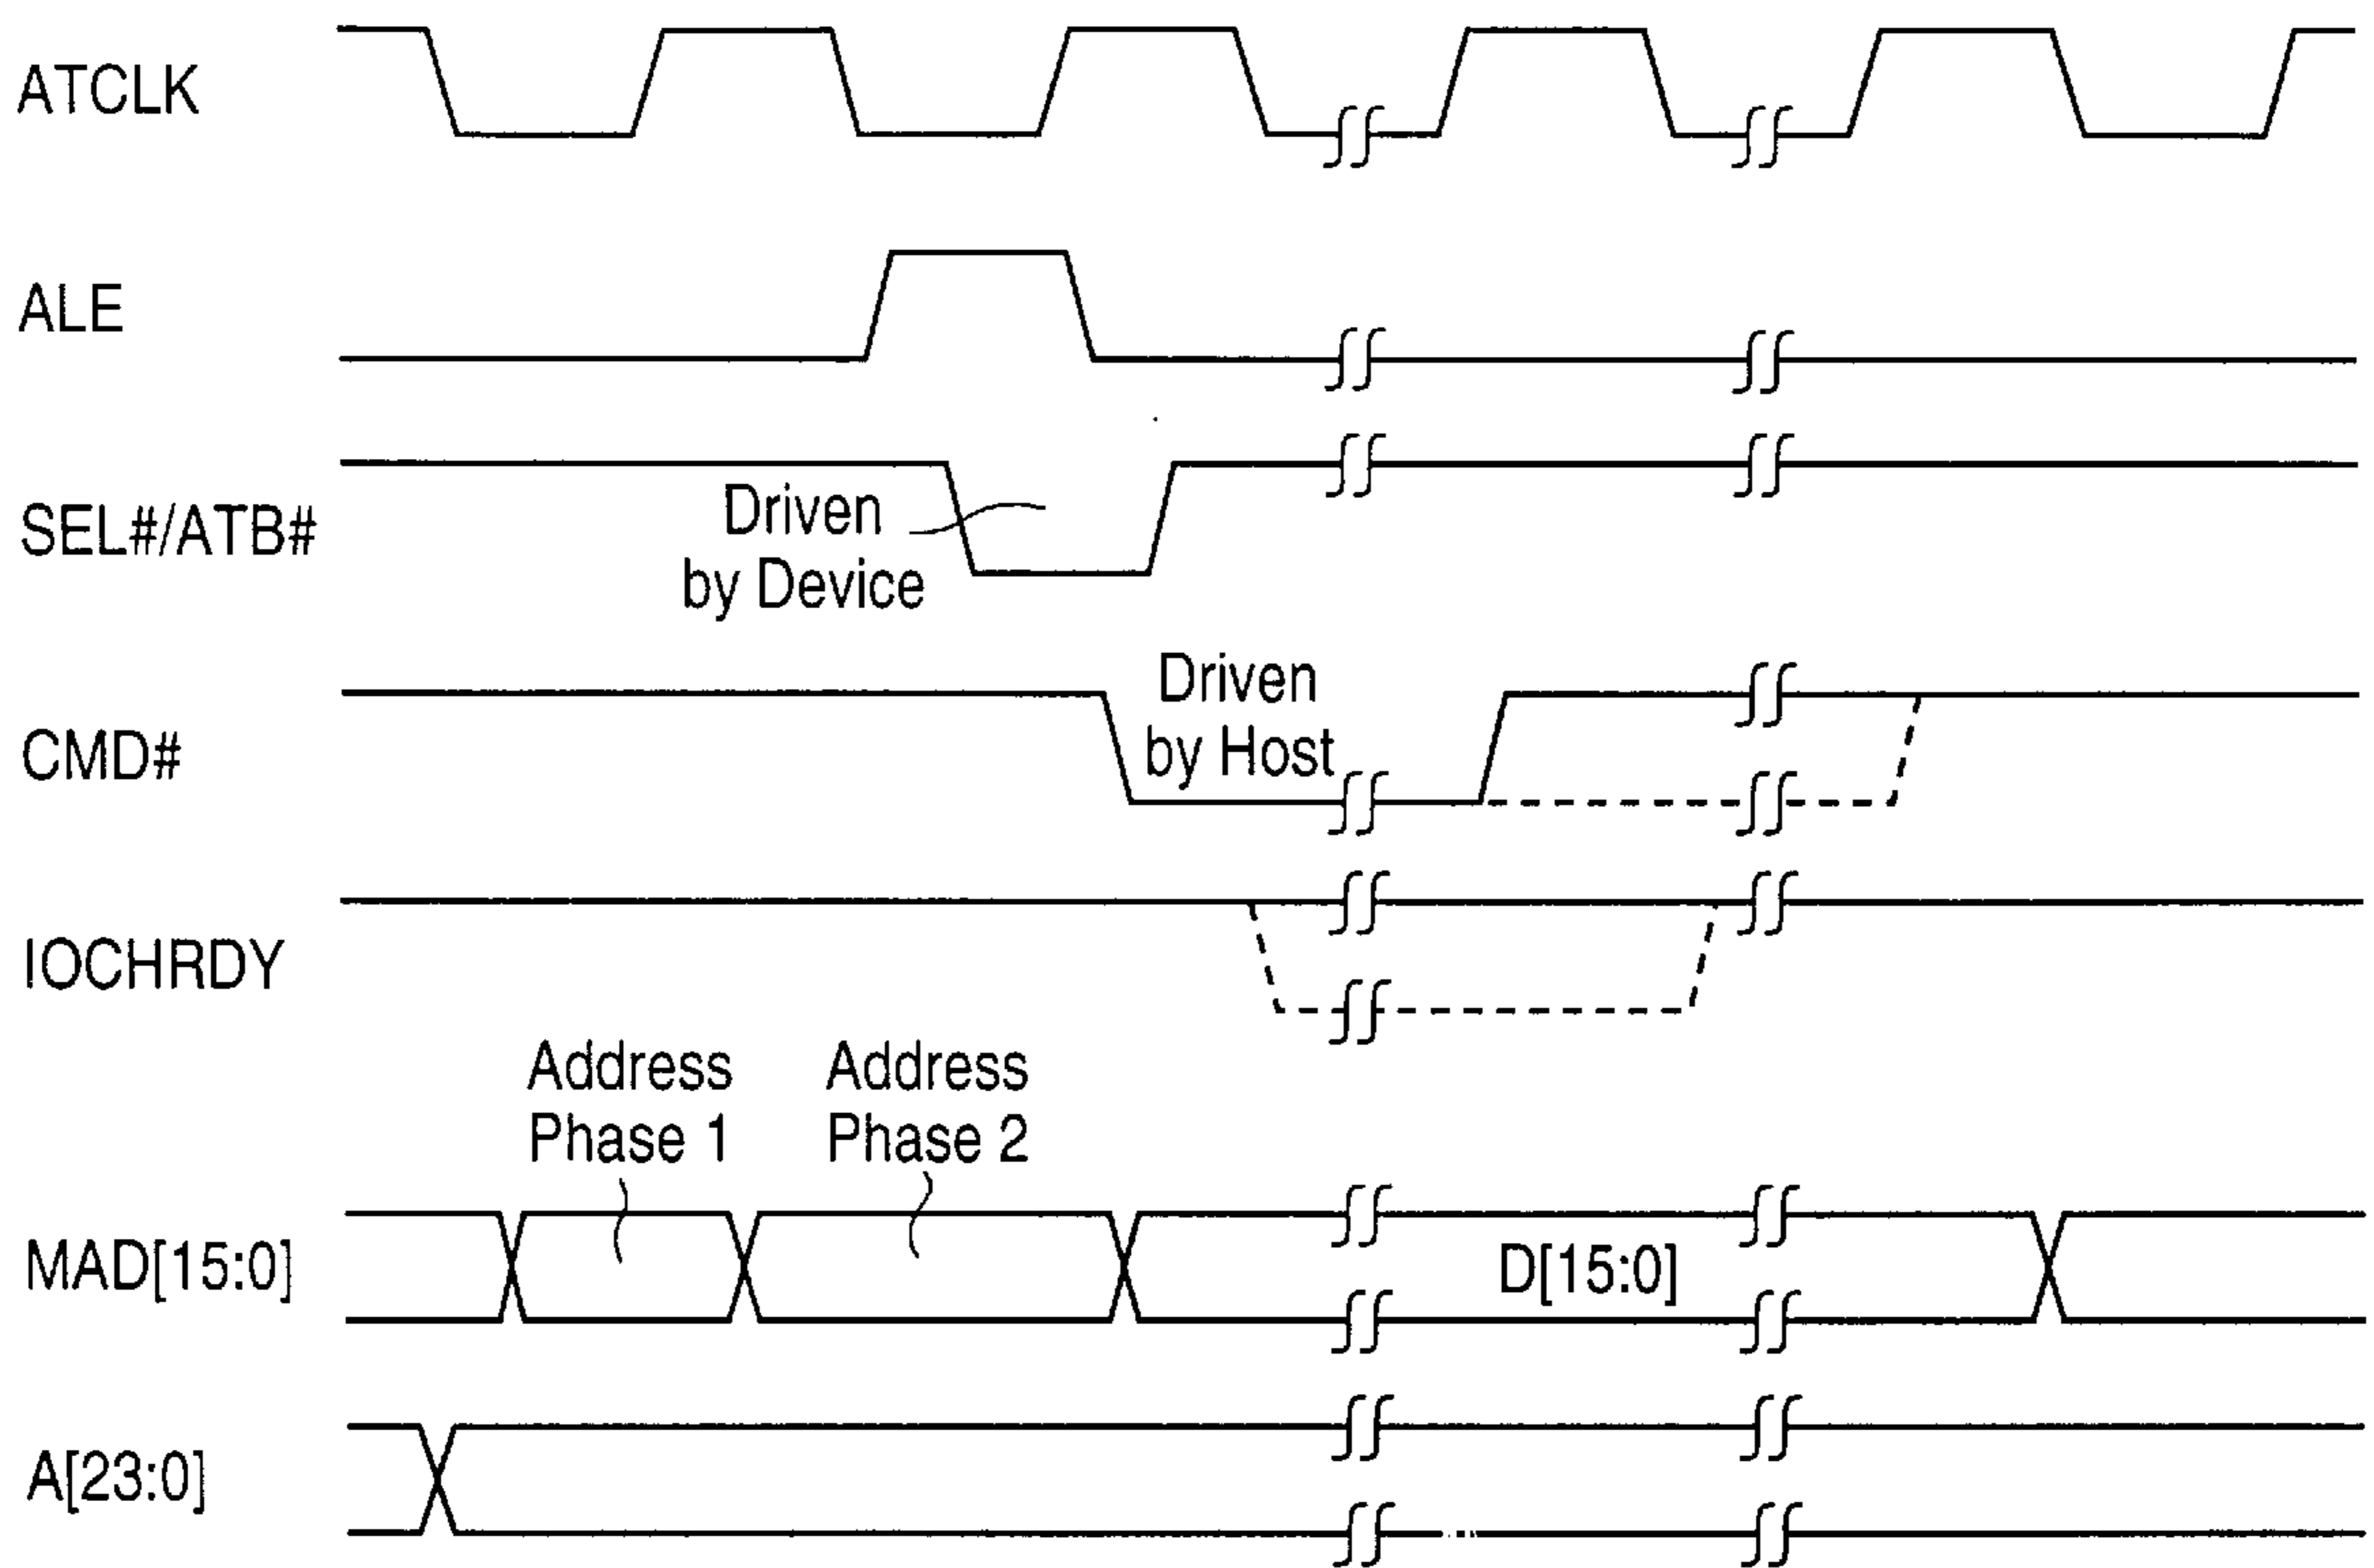 ATCLK
ALE
SEL#/ATB#
Driven
by Device
CMD#
Driven
by Host
IOCHRDY
Address
Phase 1
Address
Phase 2
MAD[15:0]
D[15:0]
A[23:0]